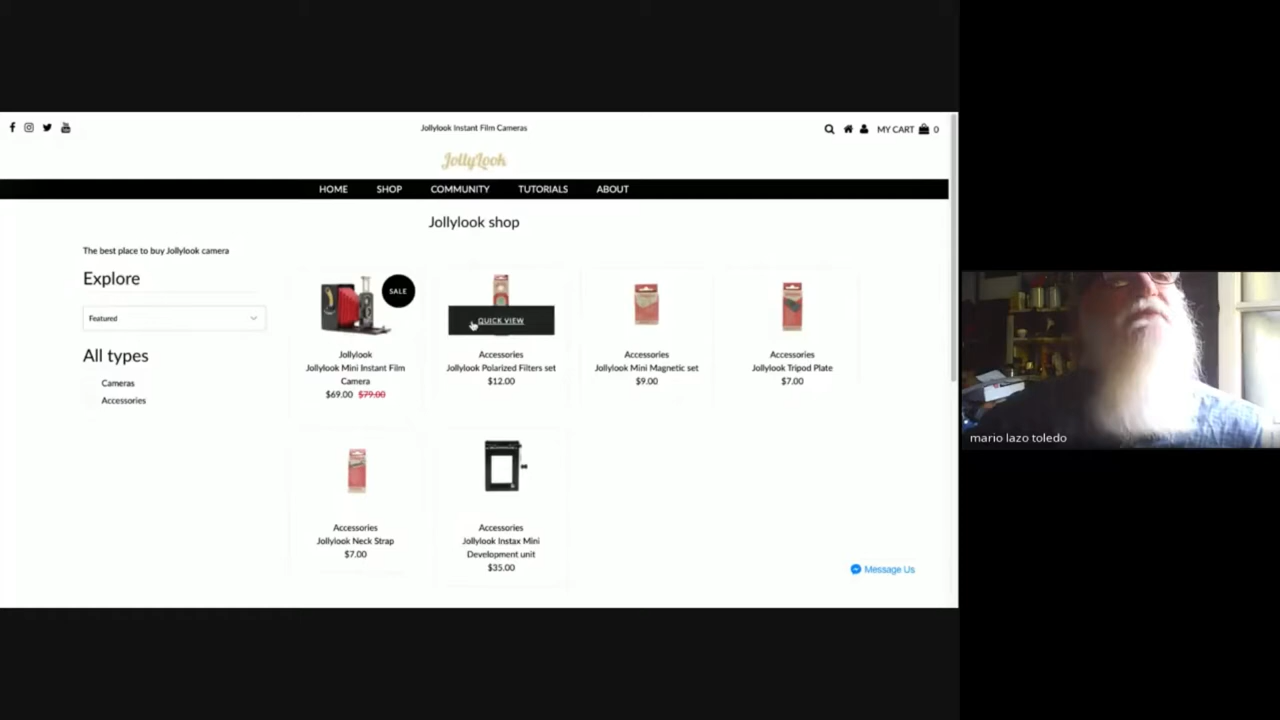 Jollylook Instant Film Cameras
MY CART 0
JollyLook
HOME SHOP COMMUNITY TUTORIALS ABOUT
Jollylook shop
The best place to buy Jollylook camera
Explore
Featured
All types
Cameras
Accessories
SALE
Jollylook
Jollylook Mini Instant Film
Camera
$69.00 $79.00
QUICK VIEW
Accessories
Jollylook Polarized Filters set
$12.00
Accessories
Jollylook Mini Magnetic set
$9.00
Accessories
Jollylook Tripod Plate
$7.00
Accessories
Jollylook Neck Strap
$7.00
Accessories
Jollylook Instax Mini
Development unit
$35.00
Message Us
mario lazo toledo